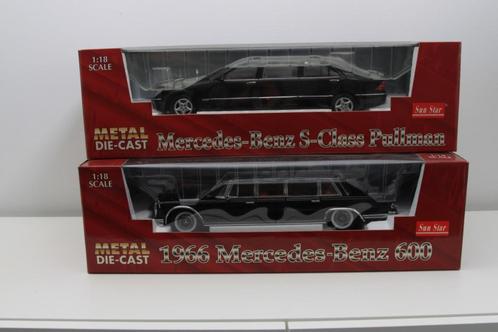 1:18
SCALE
METAL
DIE-CAST
Mercedes-Benz S-Class Pullman
Sun Star
1:18
SCALE
METAL
DIE-CAST
1966 Mercedes-Benz 600
Sun Star